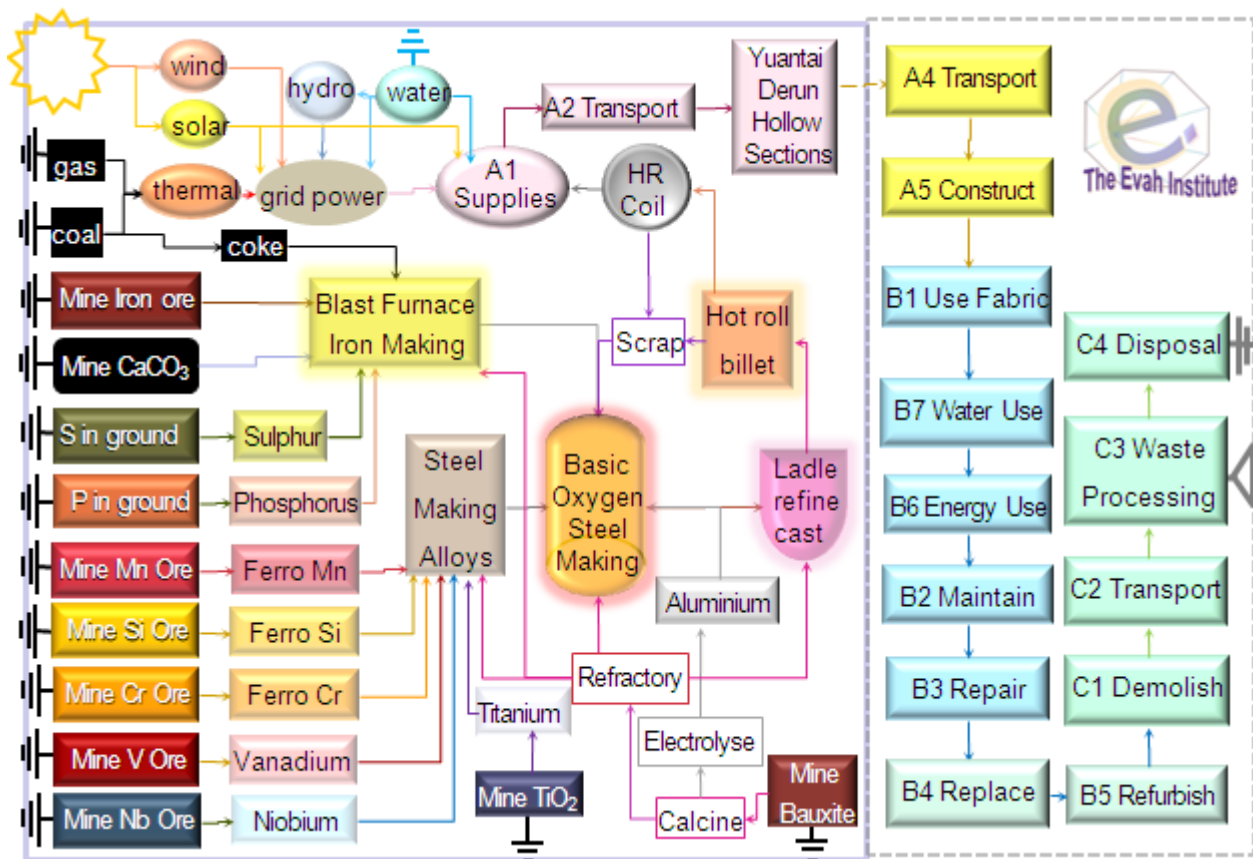 wind
solar
hydro
water
gas
coal
thermal
grid power
coke
A1
Supplies
A2 Transport
Yuantai
Derun
Hollow
Sections
HR
Coil
Mine Iron ore
Blast Furnace
Iron Making
Mine CaCO₃
Scrap
Hot roll
billet
S in ground
Sulphur
P in ground
Phosphorus
Steel
Making
Alloys
Basic
Oxygen
Steel
Making
Ladle
refine
cast
Mine Mn Ore
Ferro Mn
Aluminium
Mine Si Ore
Ferro Si
Mine Cr Ore
Ferro Cr
Refractory
Titanium
Mine V Ore
Vanadium
Electrolyse
Mine Nb Ore
Niobium
Mine TiO₂
Calcine
Mine
Bauxite
A4 Transport
A5 Construct
e
The Evah Institute
B1 Use Fabric
B7 Water Use
B6 Energy Use
B2 Maintain
B3 Repair
B4 Replace
B5 Refurbish
C1 Demolish
C2 Transport
C3 Waste
Processing
C4 Disposal